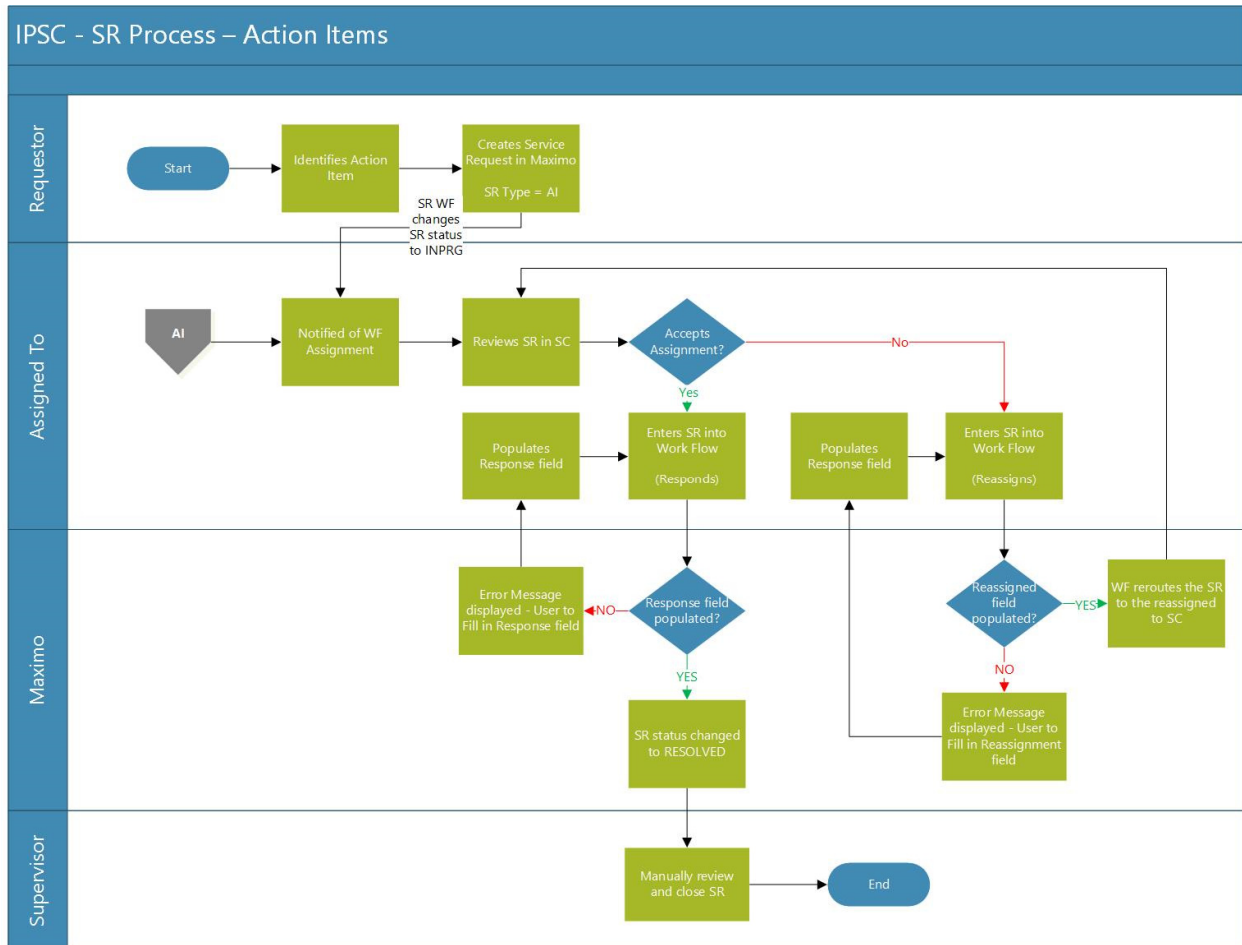 IPSC - SR Process – Action Items
Requestor
Start
Identifies Action
Item
Creates Service
Request in Maximo
SR Type = AI
SR WF
changes
SR status
to INPRG
Assigned To
AI
Notified of WF
Assignment
Reviews SR in SC
Accepts
Assignment?
No
Yes
Populates
Response field
Enters SR into
Work Flow
(Responds)
Populates
Response field
Enters SR into
Work Flow
(Reassigns)
Maximo
Error Message
displayed - User to
Fill in Response field
NO
Response field
populated?
YES
Reassigned
field
populated?
YES
WF reroutes the SR
to the reassigned
to SC
NO
SR status changed
to RESOLVED
Error Message
displayed - User to
Fill in Reassignment
field
Supervisor
Manually review
and close SR
End